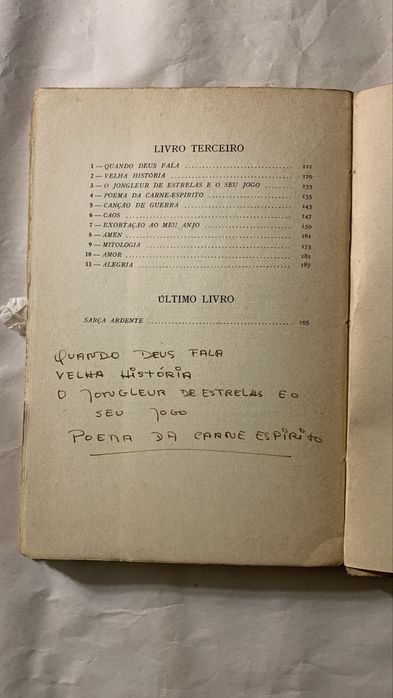 LIVRO TERCEIRO
1 — QUANDO DEUS FALA 121
2 — VELHA HISTÓRIA 129
3 — O JONGLEUR DE ESTRELAS E O SEU JOGO 133
4 — POEMA DA CARNE-ESPIRITO 135
5 — CANÇÃO DE GUERRA 143
6 — CAOS 147
7 — EXORTAÇÃO AO MEU ANJO 159
8 — AMEN 161
9 — MITOLOGIA 173
10 — AMOR 181
11 — ALEGRIA 187
ÚLTIMO LIVRO
SARÇA ARDENTE 195
QUANDO DEUS FALA
VELHA HISTÓRIA
O JONGLEUR DE ESTRELAS E O
SEU JOGO
POEMA DA CARNE ESPIRITO